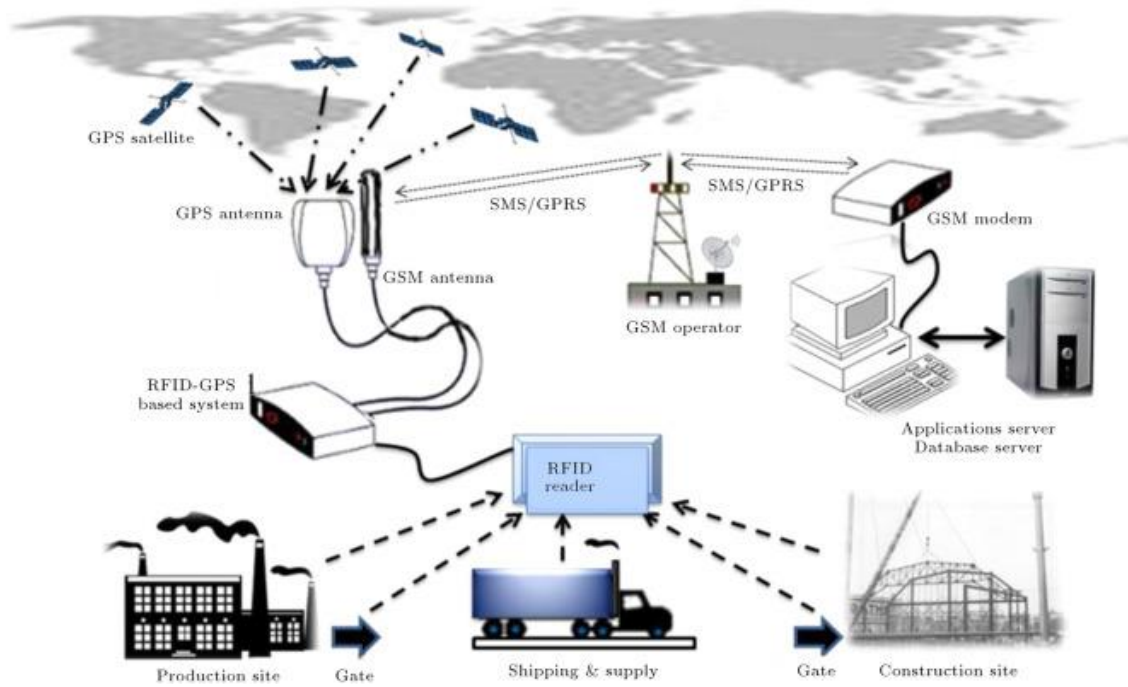 GPS satellite
GPS antenna
SMS/GPRS
SMS/GPRS
GSM modem
GSM antenna
GSM operator
RFID-GPS
based system
Applications server
Database server
RFID
reader
Production site
Gate
Shipping & supply
Gate
Construction site